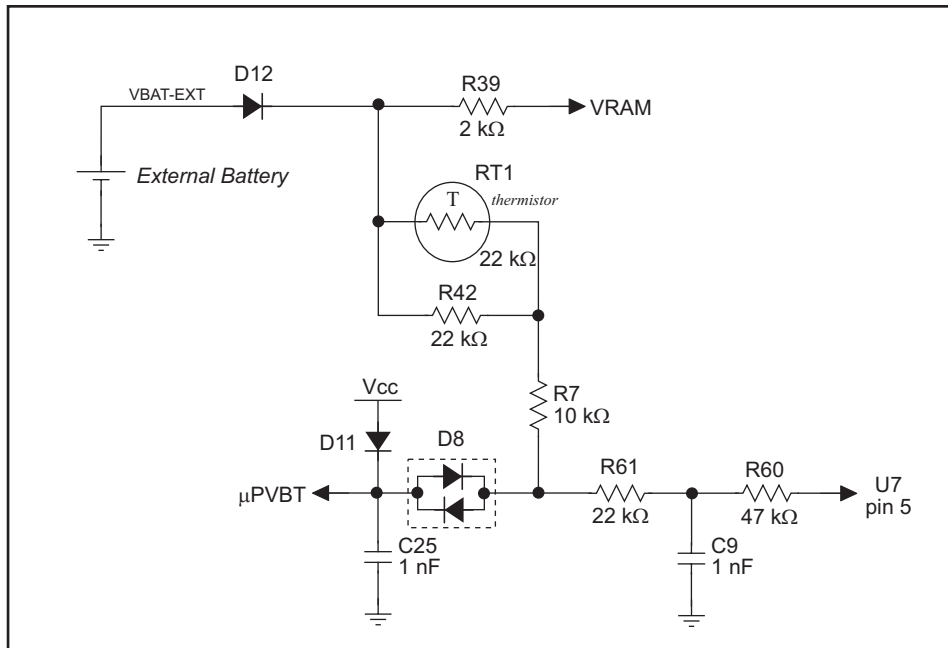 D12
VBAT-EXT
R39
2 kΩ
VRAM
External Battery
RT1
T
thermistor
22 kΩ
R42
22 kΩ
Vcc
R7
10 kΩ
D11
D8
R61
22 kΩ
R60
47 kΩ
U7
pin 5
μPVBT
C25
1 nF
C9
1 nF